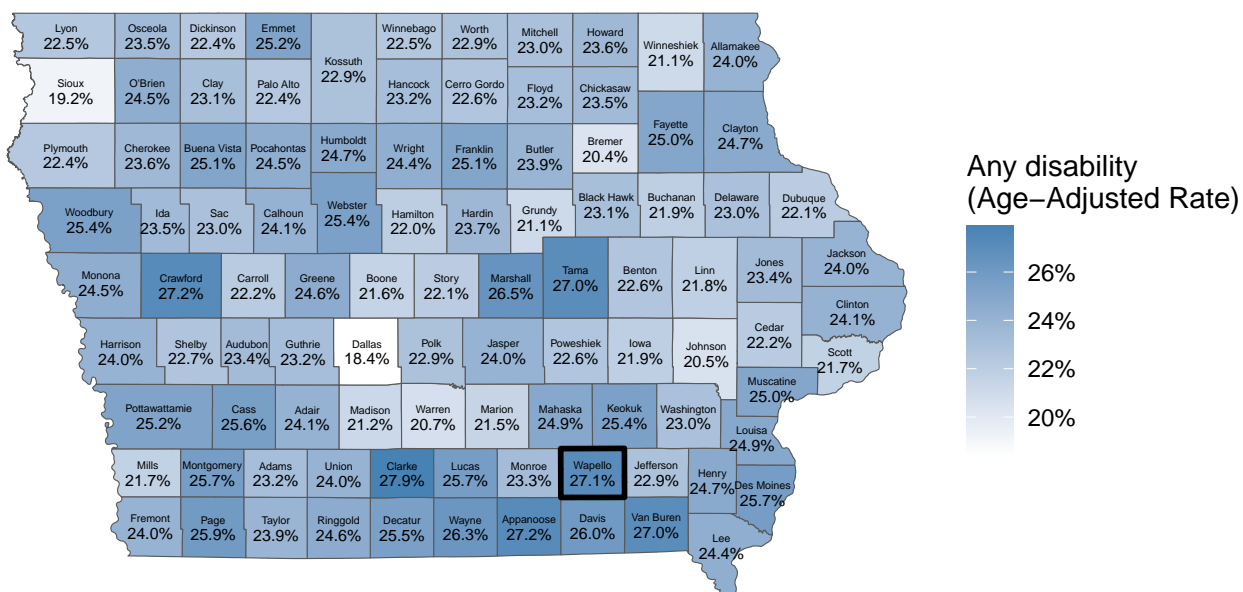 Lyon
22.5%
Osceola
23.5%
Dickinson
22.4%
Emmet
25.2%
Kossuth
22.9%
Winnebago
22.5%
Worth
22.9%
Mitchell
23.0%
Howard
23.6%
Winneshiek
21.1%
Allamakee
24.0%
Sioux
19.2%
O'Brien
24.5%
Clay
23.1%
Palo Alto
22.4%
Hancock
23.2%
Cerro Gordo
22.6%
Floyd
23.2%
Chickasaw
23.5%
Fayette
25.0%
Clayton
24.7%
Plymouth
22.4%
Cherokee
23.6%
Buena Vista
25.1%
Pocahontas
24.5%
Humboldt
24.7%
Wright
24.4%
Franklin
25.1%
Butler
23.9%
Bremer
20.4%
Woodbury
25.4%
Ida
23.5%
Sac
23.0%
Calhoun
24.1%
Webster
25.4%
Hamilton
22.0%
Hardin
23.7%
Grundy
21.1%
Black Hawk
23.1%
Buchanan
21.9%
Delaware
23.0%
Dubuque
22.1%
Monona
24.5%
Crawford
27.2%
Carroll
22.2%
Greene
24.6%
Boone
21.6%
Story
22.1%
Marshall
26.5%
Tama
27.0%
Benton
22.6%
Linn
21.8%
Jones
23.4%
Jackson
24.0%
Clinton
24.1%
Harrison
24.0%
Shelby
22.7%
Audubon
23.4%
Guthrie
23.2%
Dallas
18.4%
Polk
22.9%
Jasper
24.0%
Poweshiek
22.6%
Iowa
21.9%
Johnson
20.5%
Cedar
22.2%
Scott
21.7%
Muscatine
25.0%
Pottawattamie
25.2%
Cass
25.6%
Adair
24.1%
Madison
21.2%
Warren
20.7%
Marion
21.5%
Mahaska
24.9%
Keokuk
25.4%
Washington
23.0%
Louisa
24.9%
Mills
21.7%
Montgomery
25.7%
Adams
23.2%
Union
24.0%
Clarke
27.9%
Lucas
25.7%
Monroe
23.3%
Wapello
27.1%
Jefferson
22.9%
Henry
24.7%
Des Moines
25.7%
Fremont
24.0%
Page
25.9%
Taylor
23.9%
Ringgold
24.6%
Decatur
25.5%
Wayne
26.3%
Appanoose
27.2%
Davis
26.0%
Van Buren
27.0%
Lee
24.4%
Any disability
(Age−Adjusted Rate)
26%
24%
22%
20%